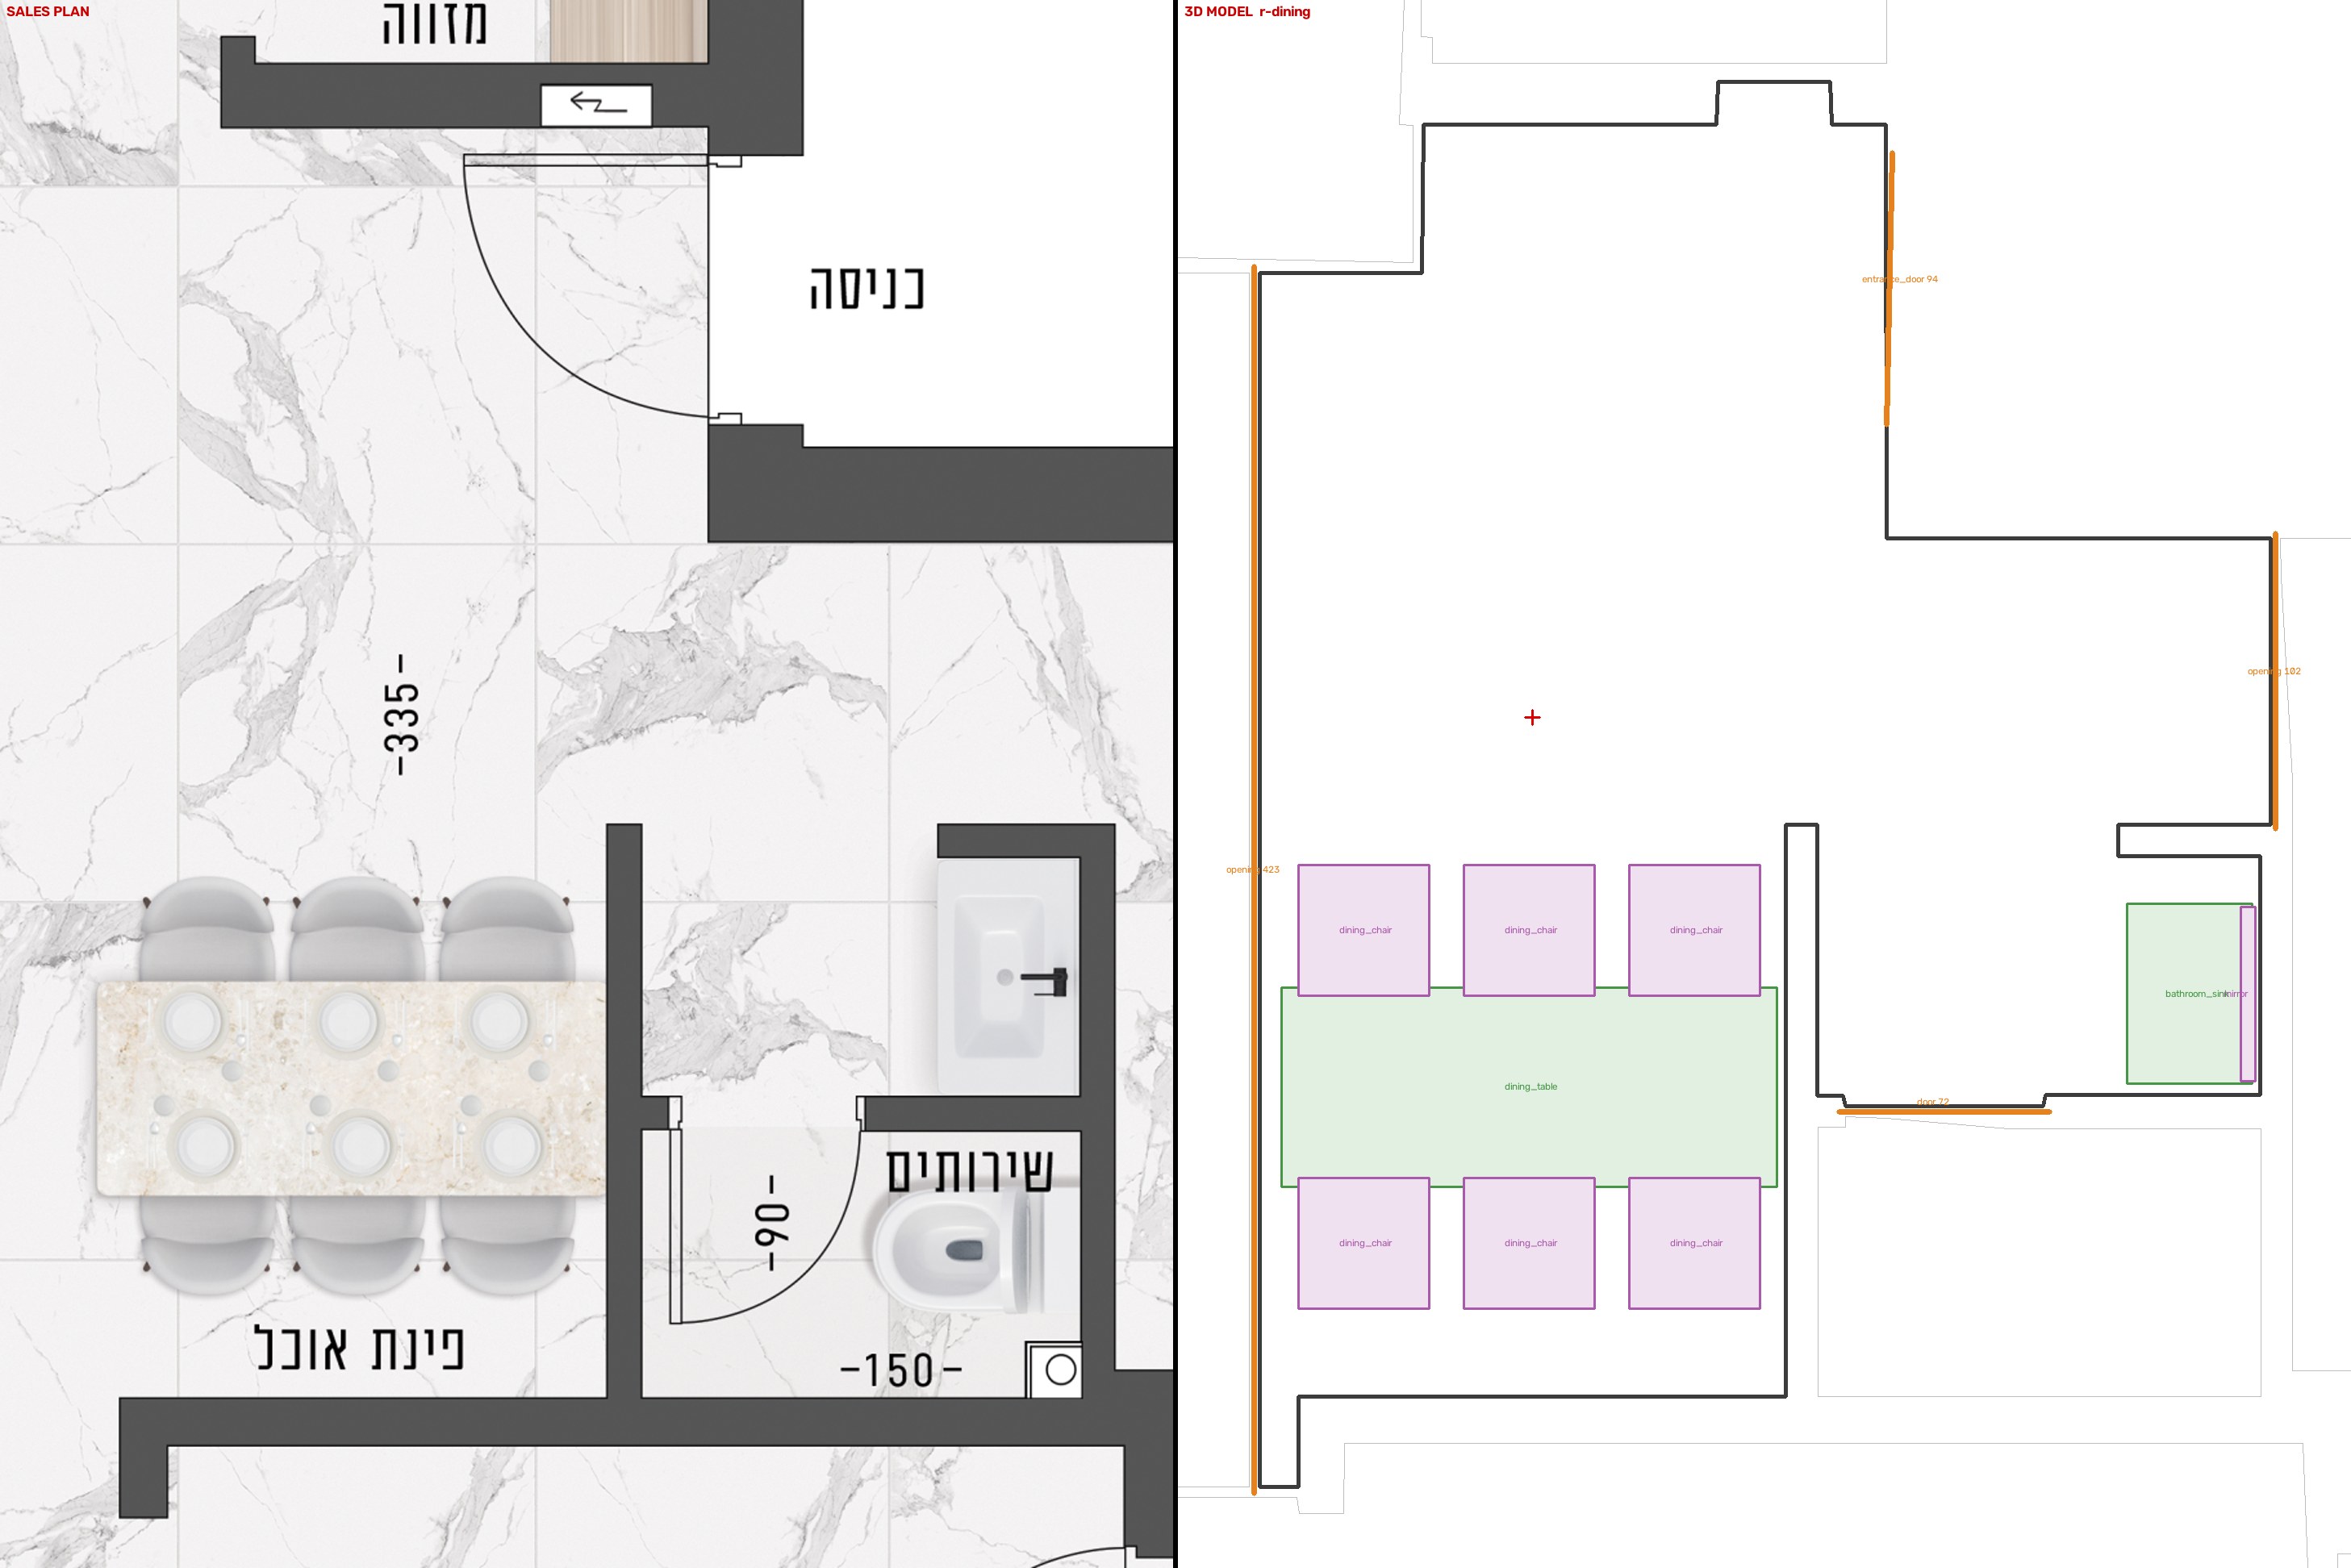 SALES PLAN
מזווה
כניסה
-335-
שירותים
-90-
-150-
פינת אוכל
3D MODEL r-dining
entrance_door 94
opening 102
opening 423
dining_chair
dining_chair
dining_chair
bathroom_sink
mirror
dining_table
door 72
dining_chair
dining_chair
dining_chair